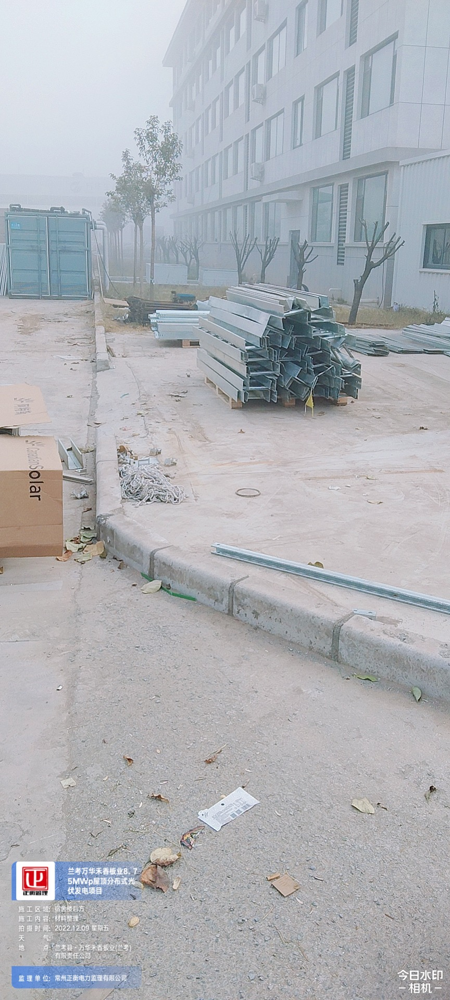 Solar
正衡管理
兰考万华禾香板业8.7
5MWp屋顶分布式光
伏发电项目
施工区域: 宿舍楼后方
施工内容: 材料整理
拍摄时间: 2022.12.09 星期五
天气:
地点: 兰考县·万华禾香板业(兰考)
有限责任公司
监理单位: 常州正衡电力监理有限公司
今日水印
-相机-